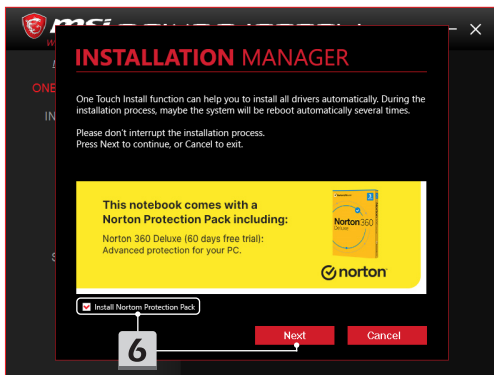 msi
INSTALLATION MANAGER
ONE
IN
One Touch Install function can help you to install all drivers automatically. During the
installation process, maybe the system will be reboot automatically several times.
Please don't interrupt the installation process.
Press Next to continue, or Cancel to exit.
This notebook comes with a
Norton Protection Pack including:
Norton 360 Deluxe (60 days free trial):
Advanced protection for your PC.
Norton 360
Deluxe
norton
Install Nortom Protection Pack
6
Next
Cancel